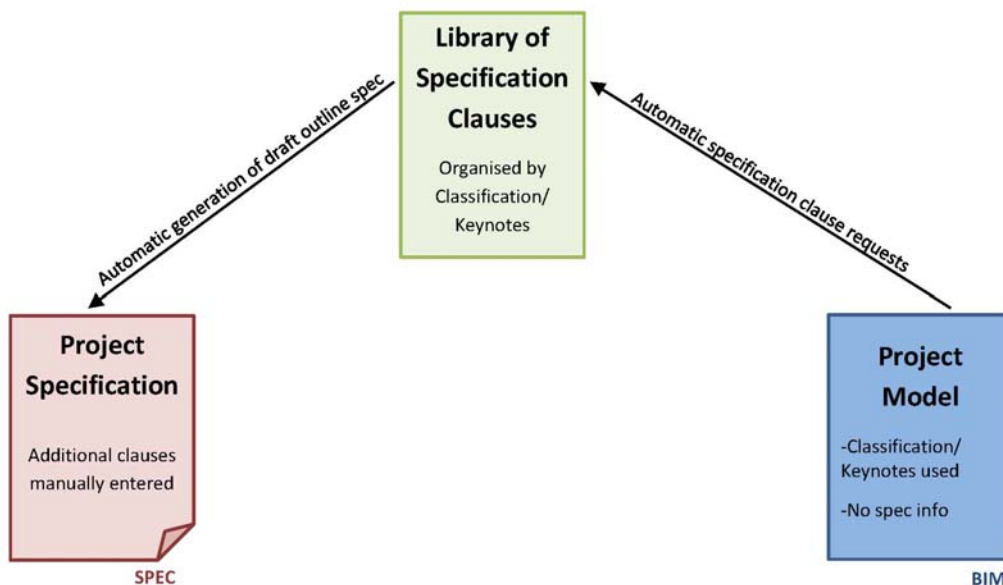 Library of
Specification
Clauses
Organised by
Classification/
Keynotes
Automatic generation of draft outline spec
Automatic specification clause requests
Project
Specification
Additional clauses
manually entered
SPEC
Project
Model
-Classification/
Keynotes used
-No spec info
BIM